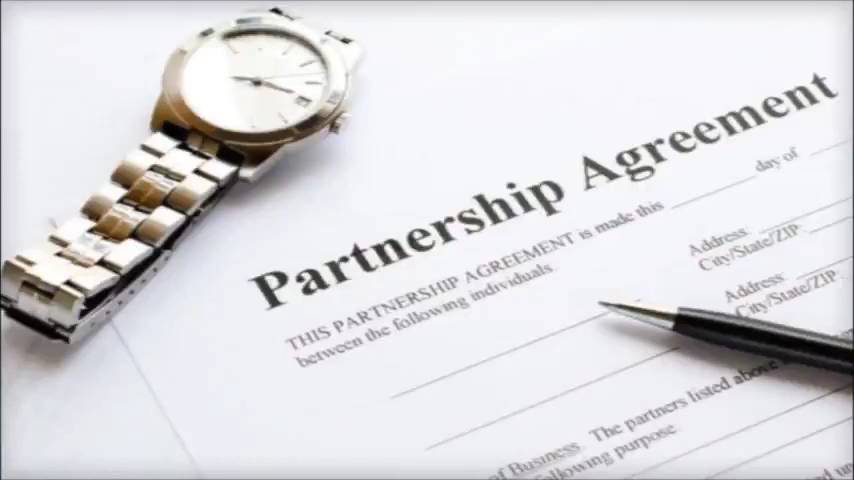 Partnership Agreement
THIS PARTNERSHIP AGREEMENT is made this day of
between the following individuals.
Address:
City/State/ZIP:
Address:
City/State/ZIP:
of Business. The partners listed above
following purpose.